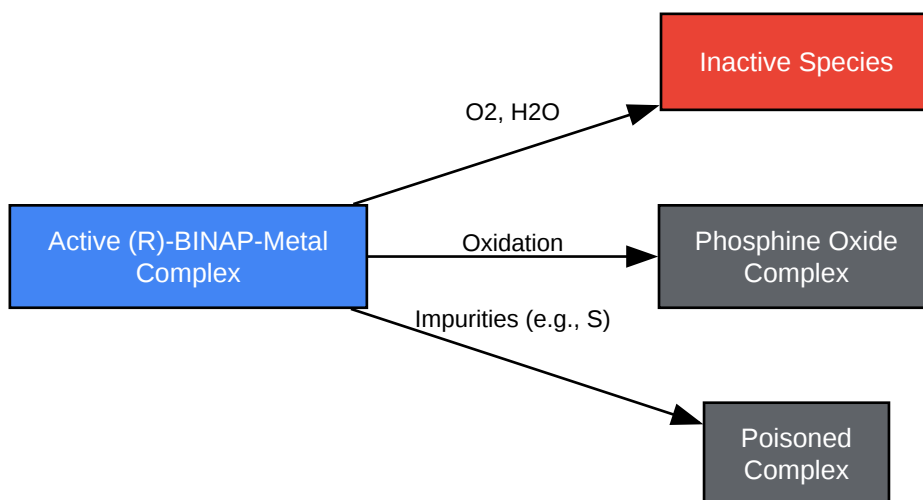 Inactive Species
O2, H2O
Active (R)-BINAP-Metal
Complex
Oxidation
Phosphine Oxide
Complex
Impurities (e.g., S)
Poisoned
Complex